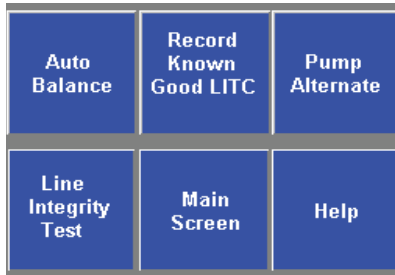 Auto
Balance
Record
Known
Good LITC
Pump
Alternate
Line
Integrity
Test
Main
Screen
Help